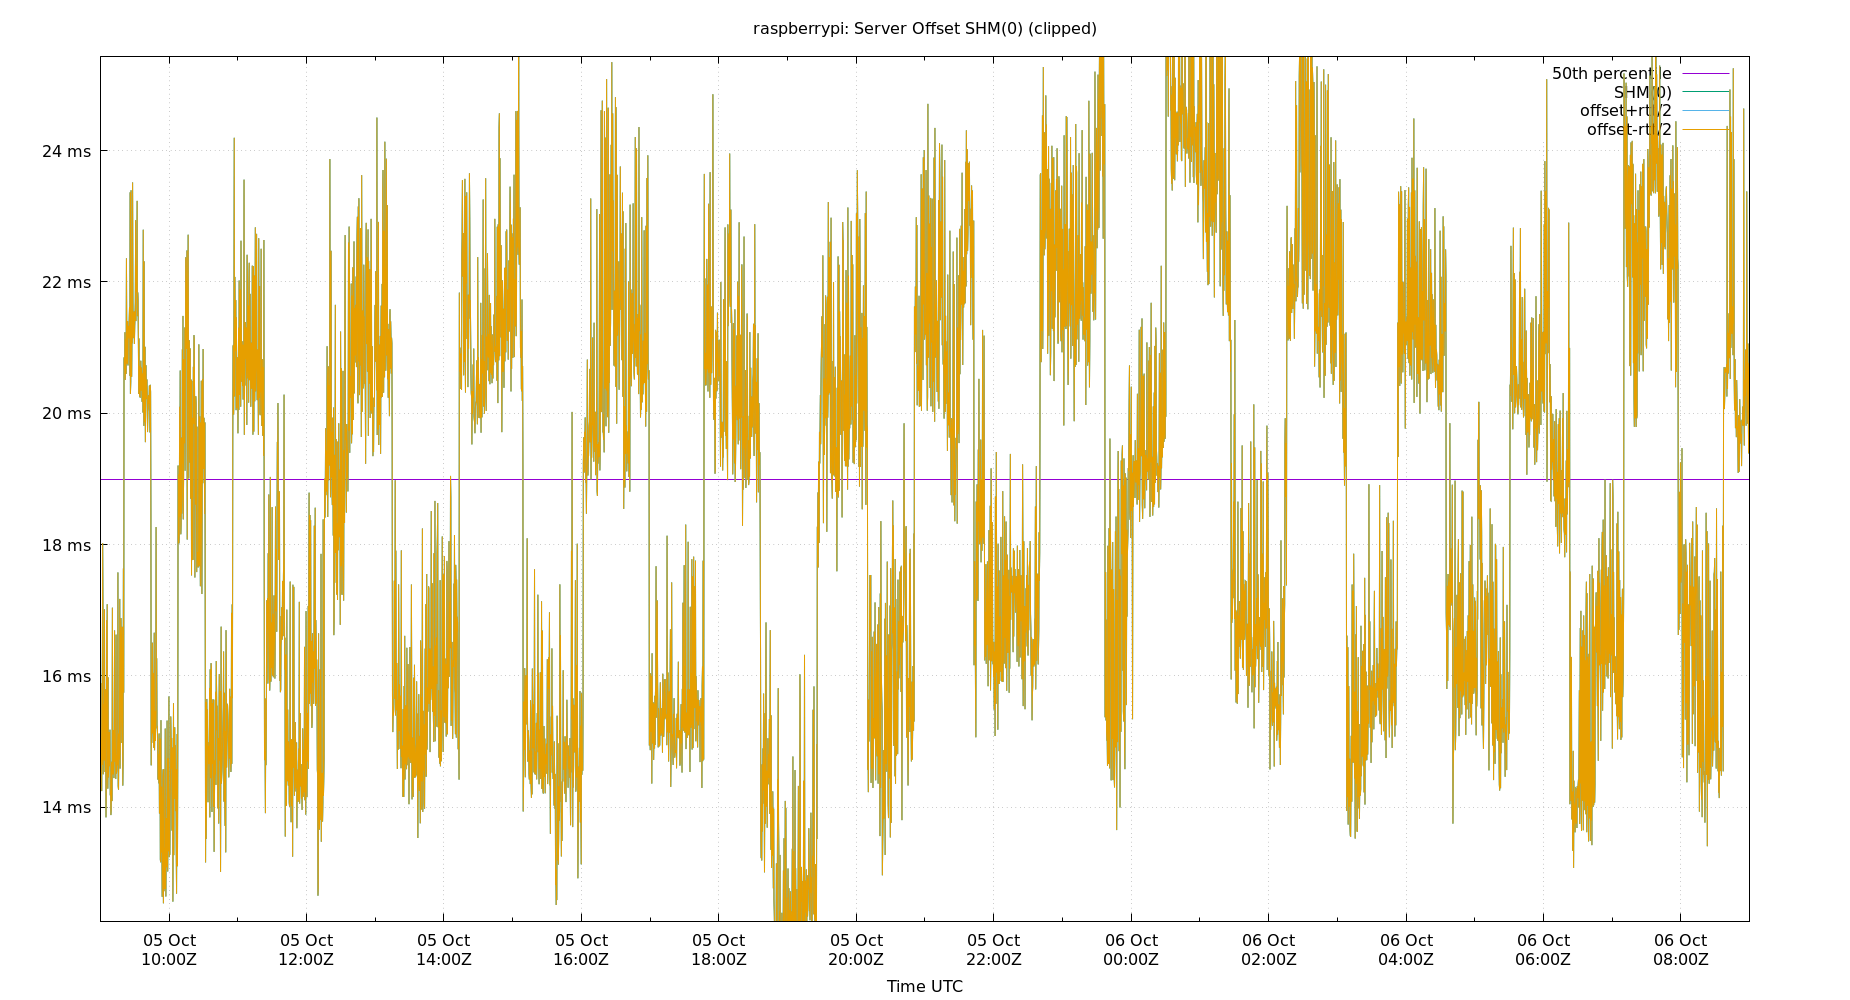 raspberrypi: Server Offset SHM(0) (clipped)
50th percentile
SHM(0)
offset+rtt/2
offset-rtt/2
24 ms
22 ms
20 ms
18 ms
16 ms
14 ms
05 Oct 05 Oct 05 Oct 05 Oct 05 Oct 05 Oct 05 Oct 06 Oct 06 Oct 06 Oct 06 Oct 06 Oct
10:00Z 12:00Z 14:00Z 16:00Z 18:00Z 20:00Z 22:00Z 00:00Z 02:00Z 04:00Z 06:00Z 08:00Z
Time UTC